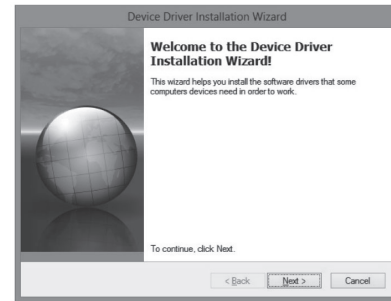 Device Driver Installation Wizard
Welcome to the Device Driver
Installation Wizard!
This wizard helps you install the software drivers that some
computers devices need in order to work.
To continue, click Next.
< Back
Next >
Cancel